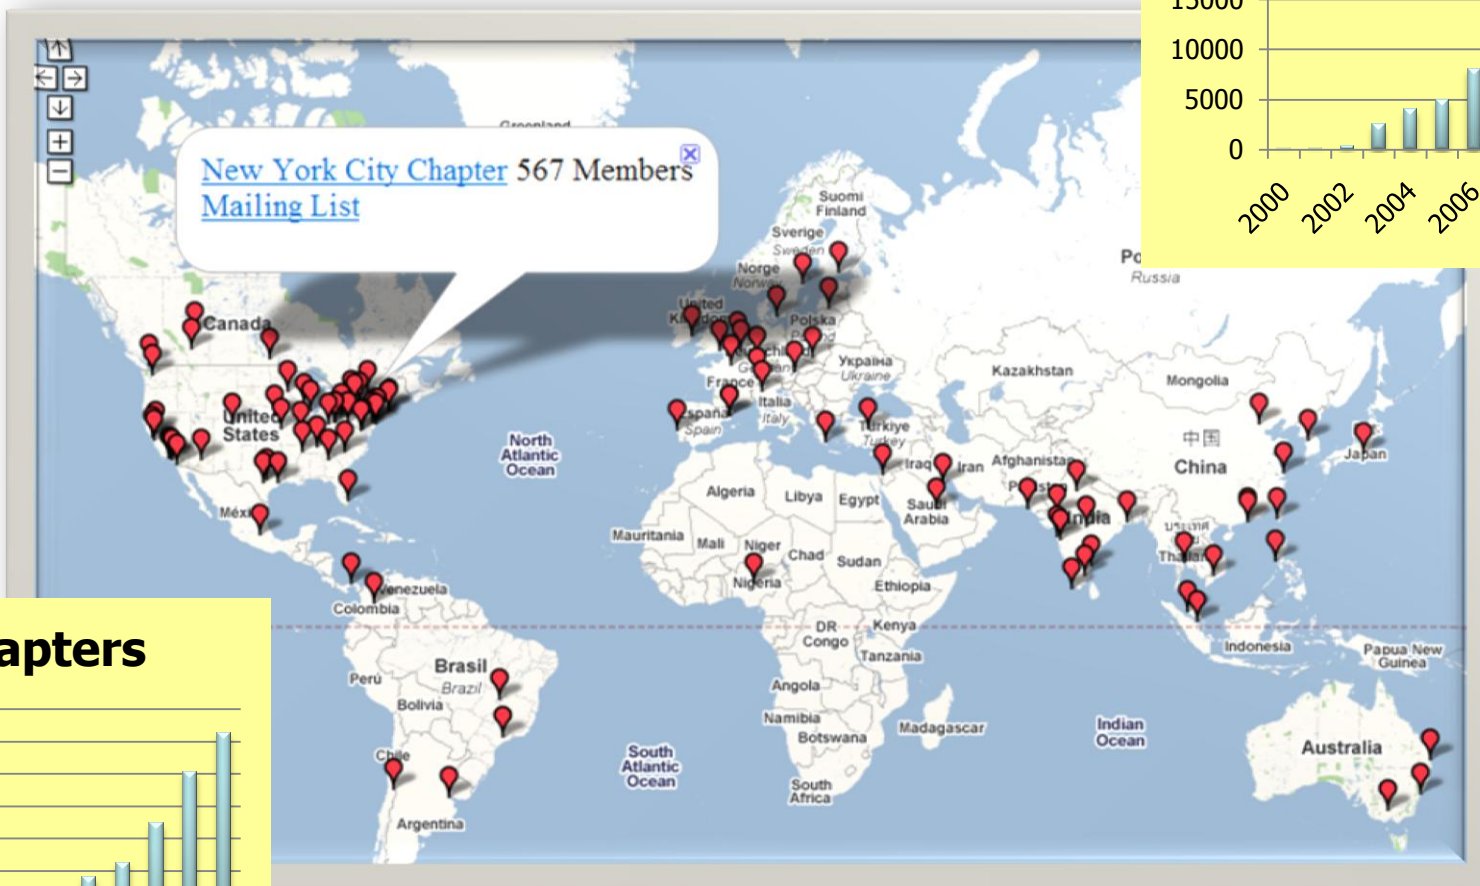 15000
10000
5000
0
2000
2002
2004
2006
Greenland
New York City Chapter 567 Members
Mailing List
Suomi
Finland
Sverige
Sweden
Norge
Norway
Russia
United
Canada
Polska
Україна
Ukraine
Kazakhstan
Mongolia
France
Italia
Italy
España
Spain
Türkiye
Turkey
United
States
North
Atlantic
Ocean
中国
China
Japan
Iraq
Iran
Afghanistan
Algeria
Libya
Egypt
Saudi
Arabia
India
Mauritania
Mali
Niger
Chad
Sudan
Nigeria
Ethiopia
Venezuela
Colombia
DR
Congo
Kenya
Tanzania
Indonesia
Papua New
Guinea
apters
Brasil
Brazil
Perú
Bolivia
Angola
Namibia
Botswana
Madagascar
Indian
Ocean
Australia
Chile
South
Atlantic
Ocean
South
Africa
Argentina